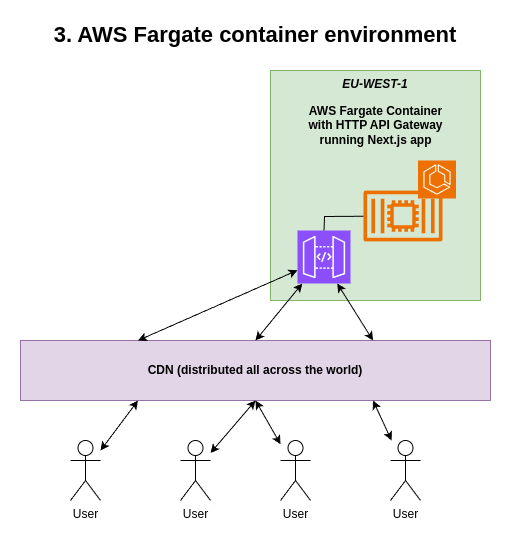 3. AWS Fargate container environment
EU-WEST-1
AWS Fargate Container
with HTTP API Gateway
running Next.js app
</>
CDN (distributed all across the world)
User
User
User
User